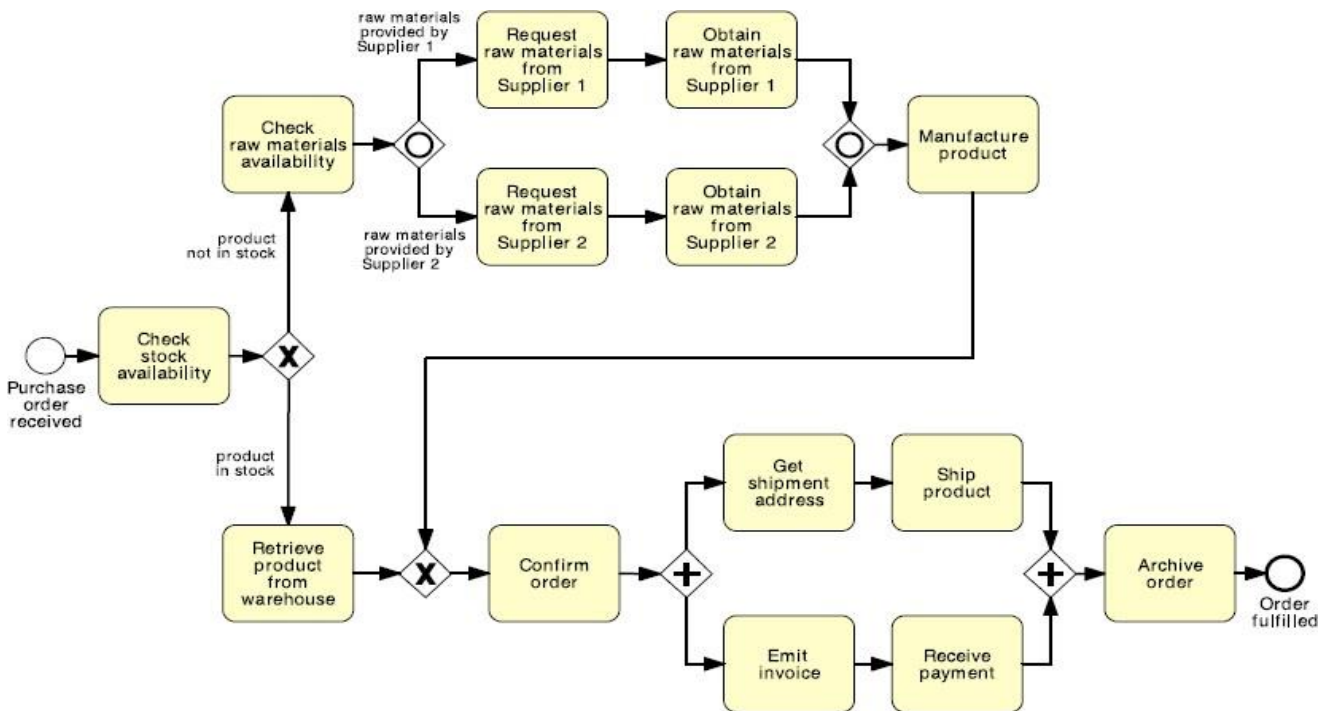 raw materials
provided by
Supplier 1
Request
raw materials
from
Supplier 1
Obtain
raw materials
from
Supplier 1
Check
raw materials
availability
Manufacture
product
raw materials
provided by
Supplier 2
Request
raw materials
from
Supplier 2
Obtain
raw materials
from
Supplier 2
product
not in stock
Purchase
order
received
Check
stock
availability
X
product
in stock
Retrieve
product
from
warehouse
X
Confirm
order
+
Get
shipment
address
Ship
product
Emit
invoice
Receive
payment
+
Archive
order
Order
fulfilled